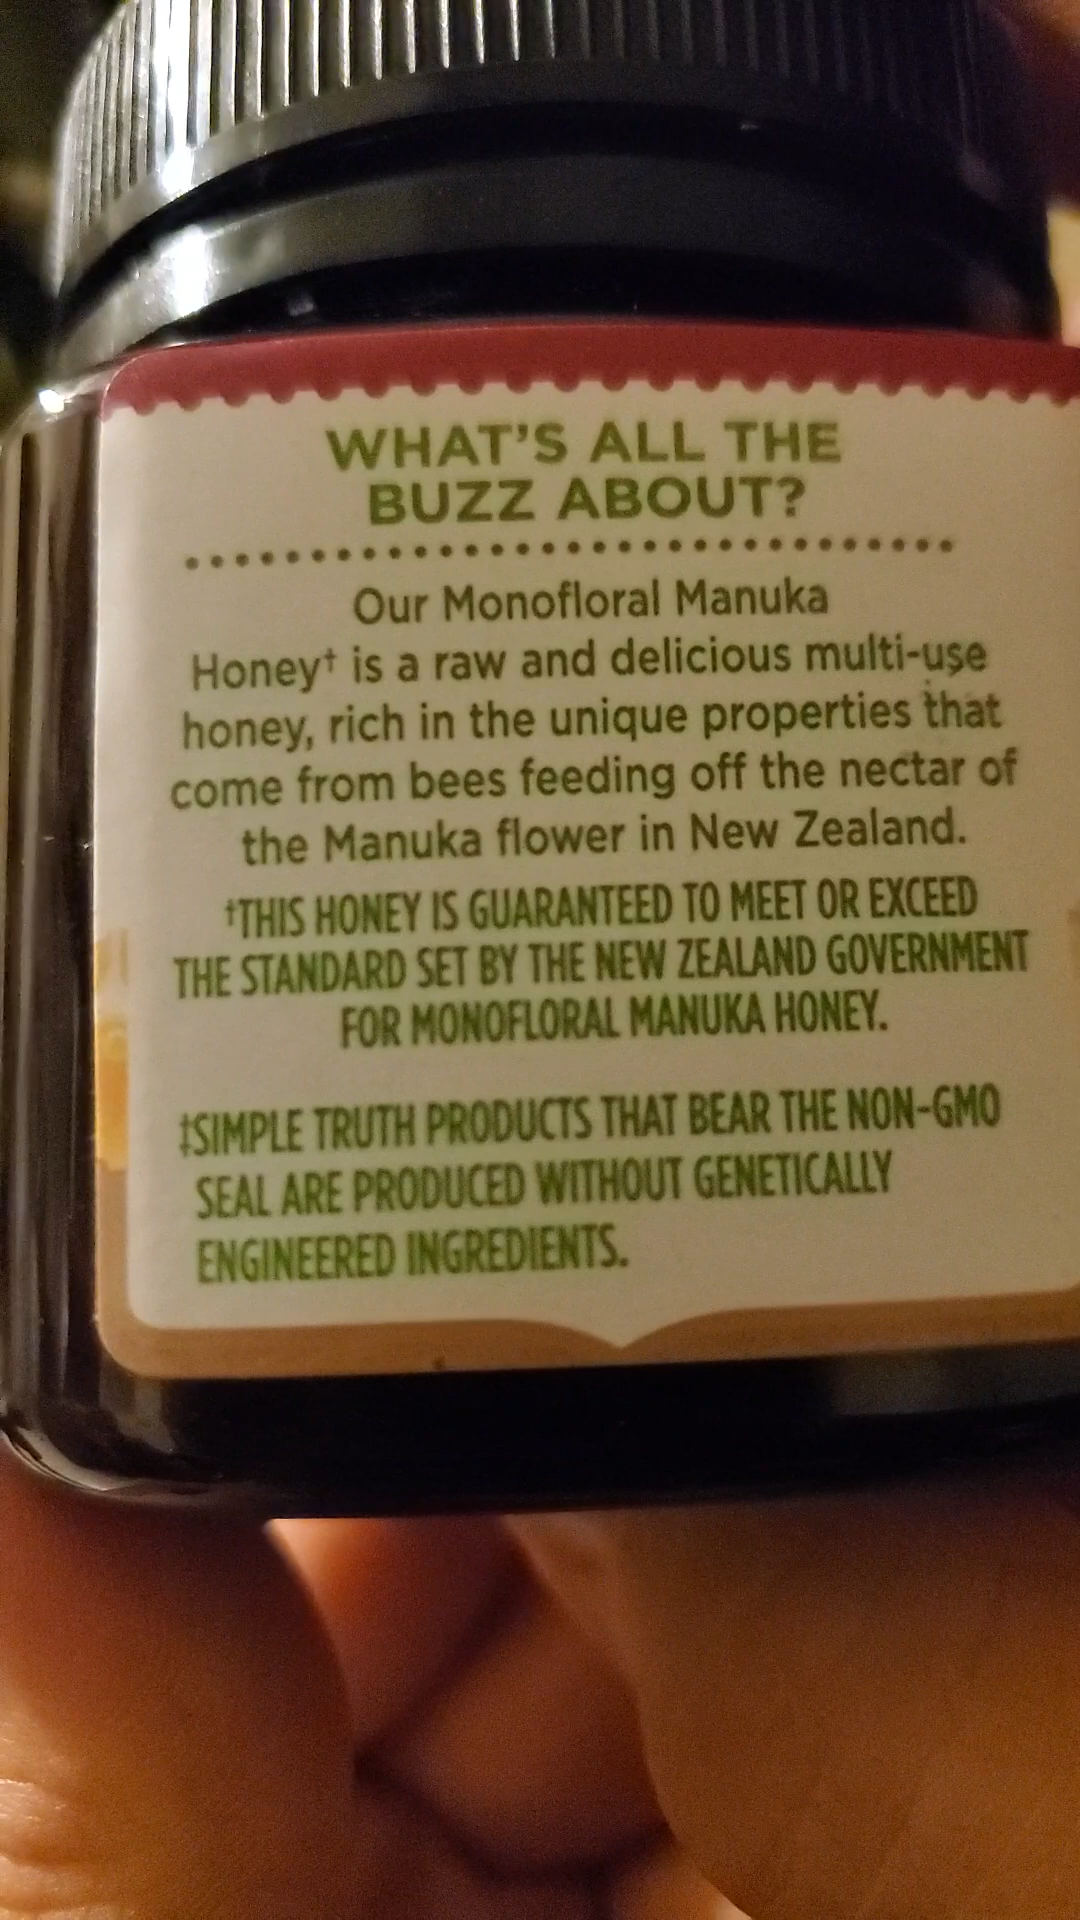 WHAT'S ALL THE
BUZZ ABOUT?
Our Monofloral Manuka
Honey† is a raw and delicious multi-use
honey, rich in the unique properties that
come from bees feeding off the nectar of
the Manuka flower in New Zealand.
†THIS HONEY IS GUARANTEED TO MEET OR EXCEED
THE STANDARD SET BY THE NEW ZEALAND GOVERNMENT
FOR MONOFLORAL MANUKA HONEY.
‡SIMPLE TRUTH PRODUCTS THAT BEAR THE NON-GMO
SEAL ARE PRODUCED WITHOUT GENETICALLY
ENGINEERED INGREDIENTS.